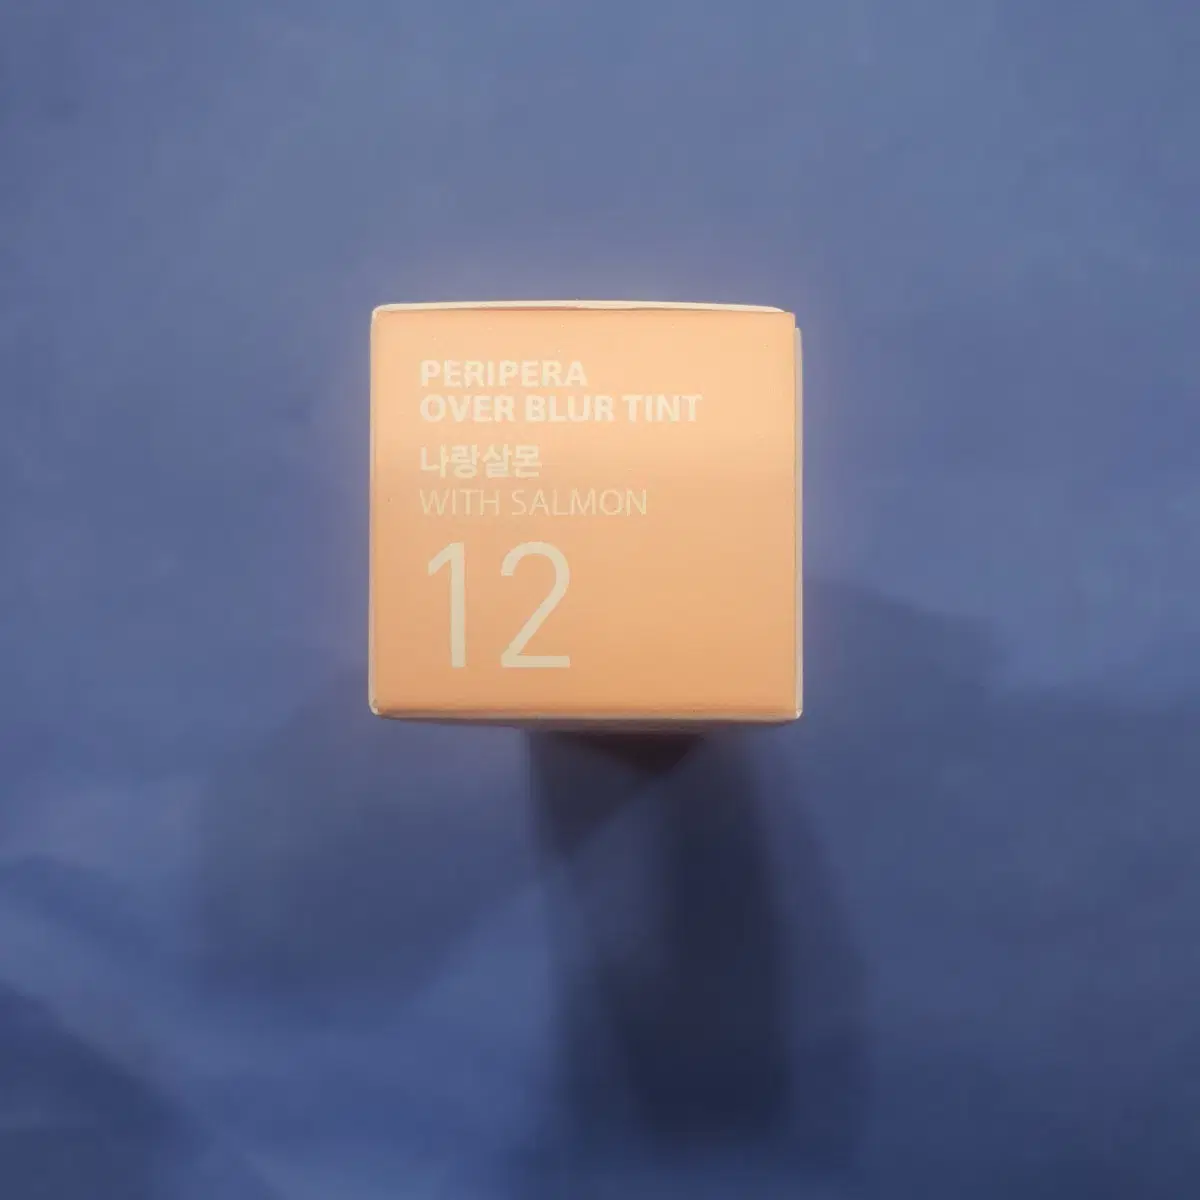 PERIPERA
OVER BLUR TINT
나랑살몬
WITH SALMON
12